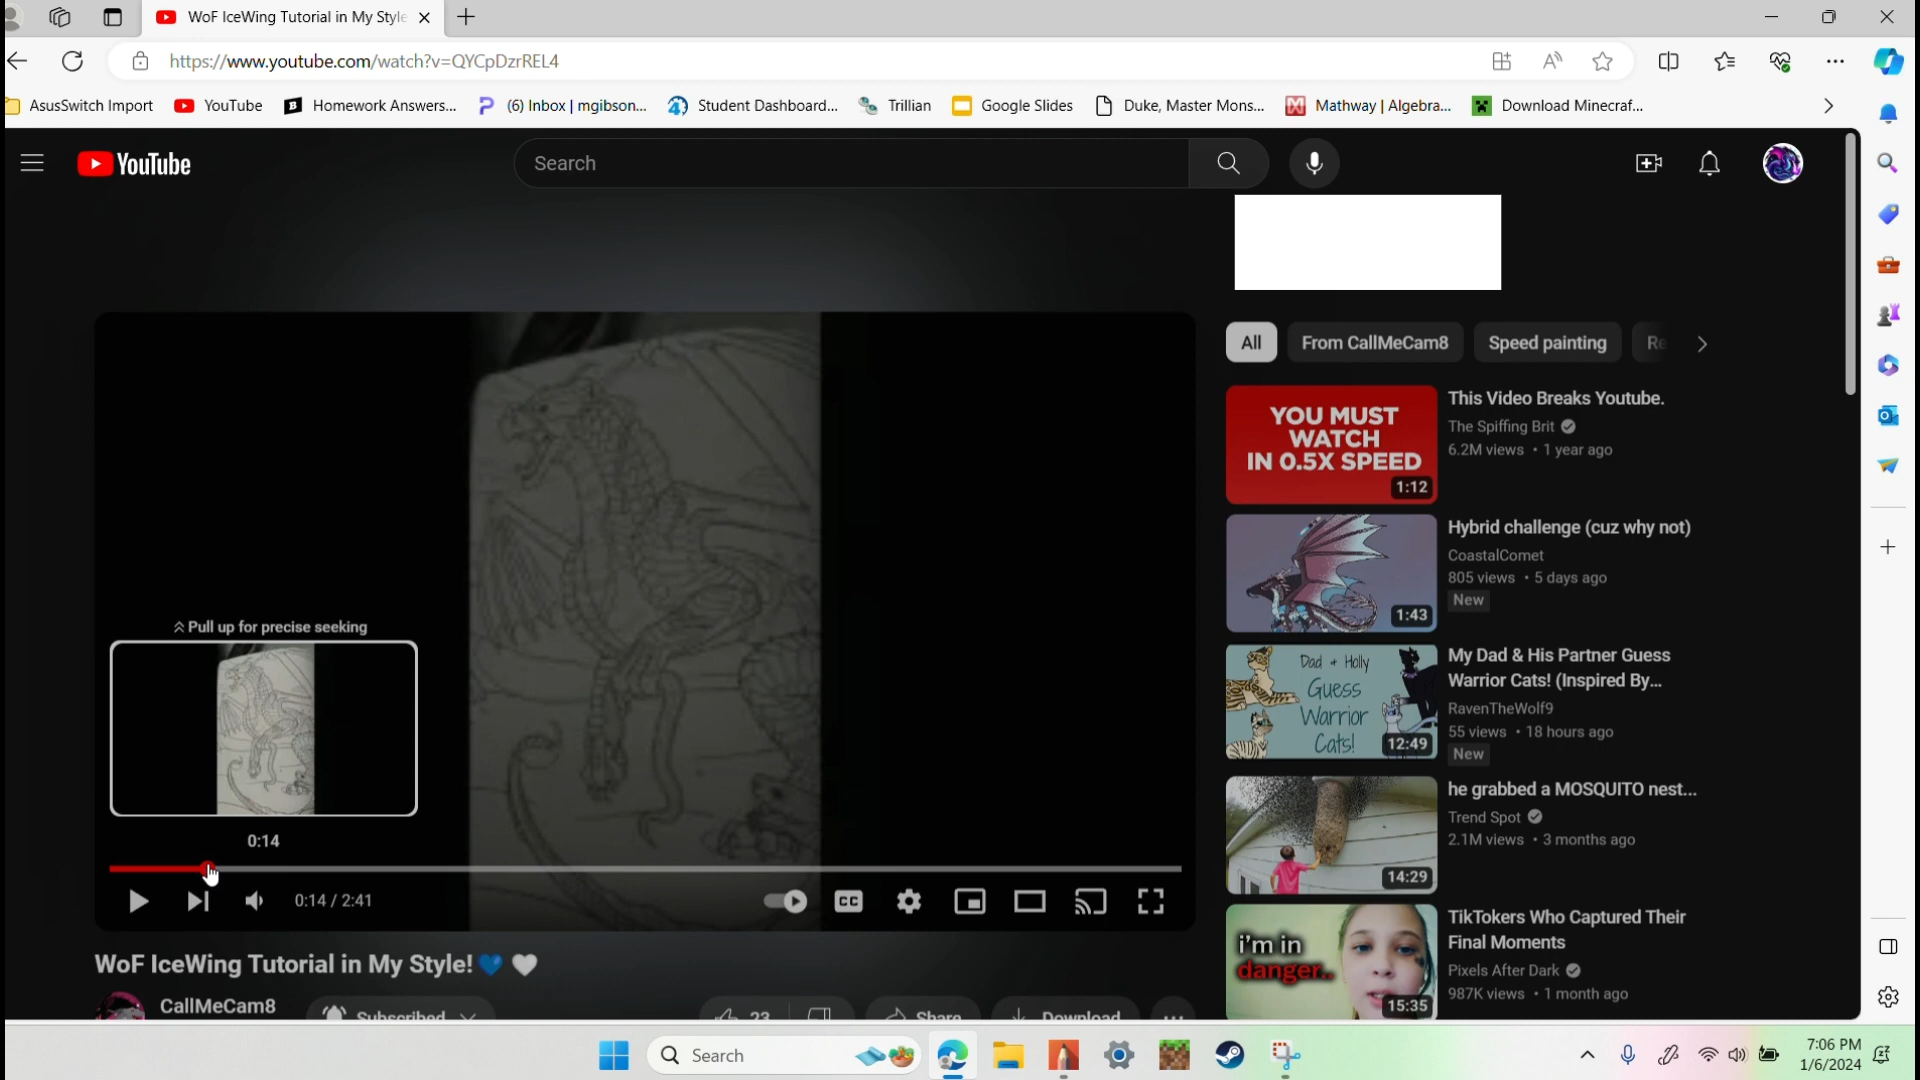 WoF IceWing Tutorial in My Style
https://www.youtube.com/watch?v=QYCpDzrREL4
AsusSwitch Import YouTube Homework Answers... (6) Inbox | mgibson... Student Dashboard... Trillian Google Slides Duke, Master Mons... Mathway | Algebra... Download Minecraf...
YouTube
Search
All From CallMeCam8 Speed painting Re
YOU MUST
WATCH
IN 0.5X SPEED
1:12
This Video Breaks Youtube.
The Spiffing Brit
6.2M views • 1 year ago
1:43
Hybrid challenge (cuz why not)
CoastalComet
805 views • 5 days ago
New
Dad + Holly
Guess
Warrior
Cats!
12:49
My Dad & His Partner Guess
Warrior Cats! (Inspired By...
RavenTheWolf9
55 views • 18 hours ago
New
14:29
he grabbed a MOSQUITO nest...
Trend Spot
2.1M views • 3 months ago
i'm in
danger..
15:35
TikTokers Who Captured Their
Final Moments
Pixels After Dark
987K views • 1 month ago
Pull up for precise seeking
0:14
0:14 / 2:41
CC
WoF IceWing Tutorial in My Style!💙🤍
CallMeCam8
Subscribed
23 Share Download
Search
7:06 PM
1/6/2024